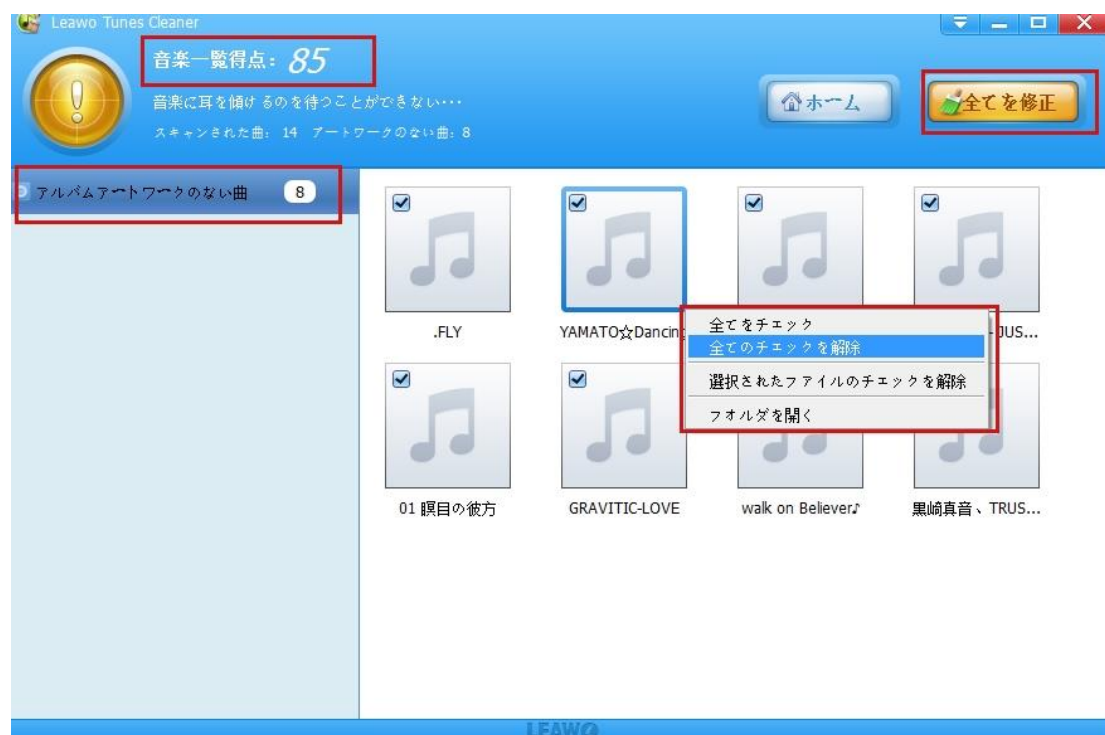 Leawo Tunes Cleaner
音楽一覧得点: 85
音楽に耳を傾けるのを待つことができない・・・
スキャンされた曲: 14 アートワークのない曲: 8
ホーム
全てを修正
アルバムアートワークのない曲 8
.FLY
YAMATO☆Dancing
JUS...
全てをチェック
全てのチェックを解除
選択されたファイルのチェックを解除
フォルダを開く
01 瞑目の彼方
GRAVITIC-LOVE
walk on Believer♪
黒崎真音、TRUS...
LEAWO